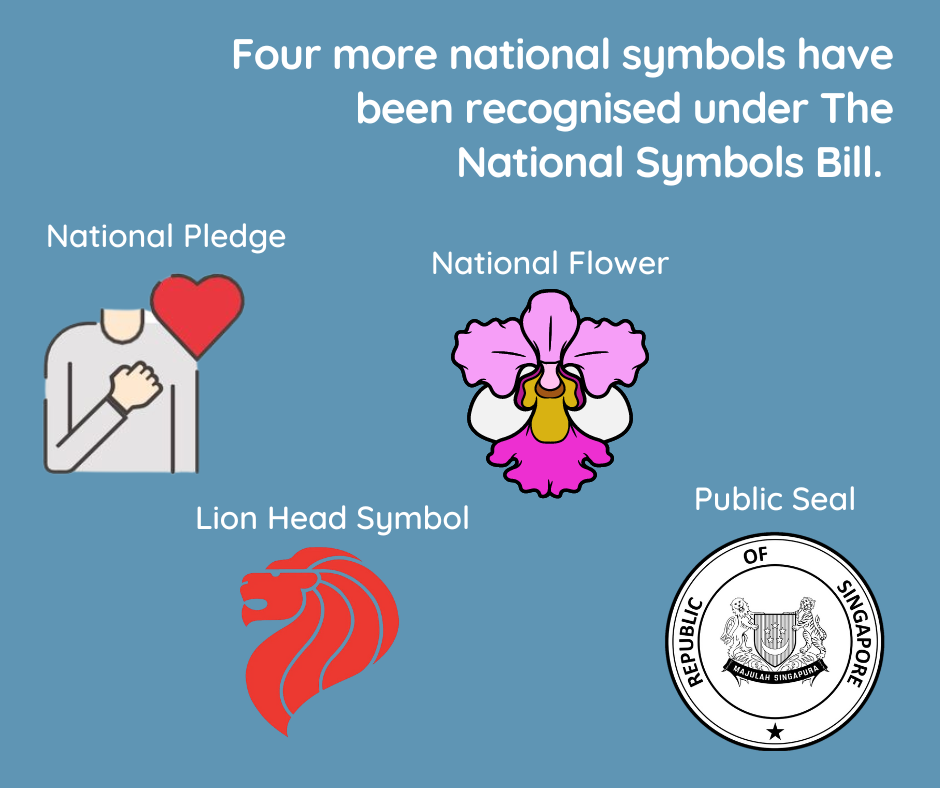 Four more national symbols have
been recognised under The
National Symbols Bill.
National Pledge
National Flower
Lion Head Symbol
Public Seal
REPUBLIC OF SINGAPORE
MAJULAH SINGAPURA